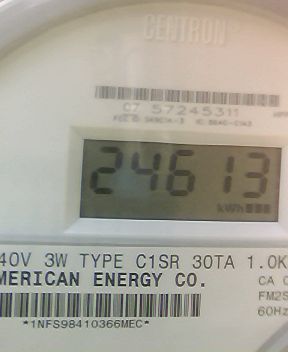 CENTRON
07 57245311
24613
kWh
40V 3W TYPE C1SR 30TA 1.0K
MERICAN ENERGY CO.
CA 0
FM2S
60Hz
*1NFS98410366MEC*